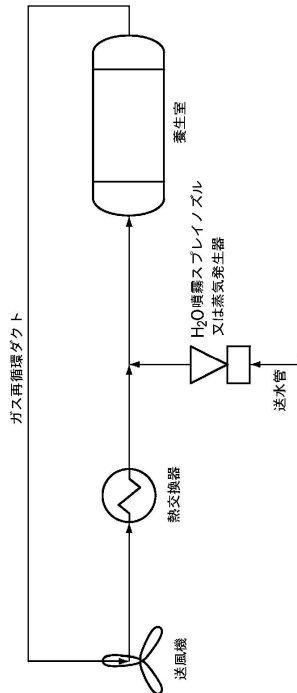 ガス再循環ダクト
送風機
熱交換器
H₂O噴霧スプレイノズル
又は蒸気発生器
送水管
養生室